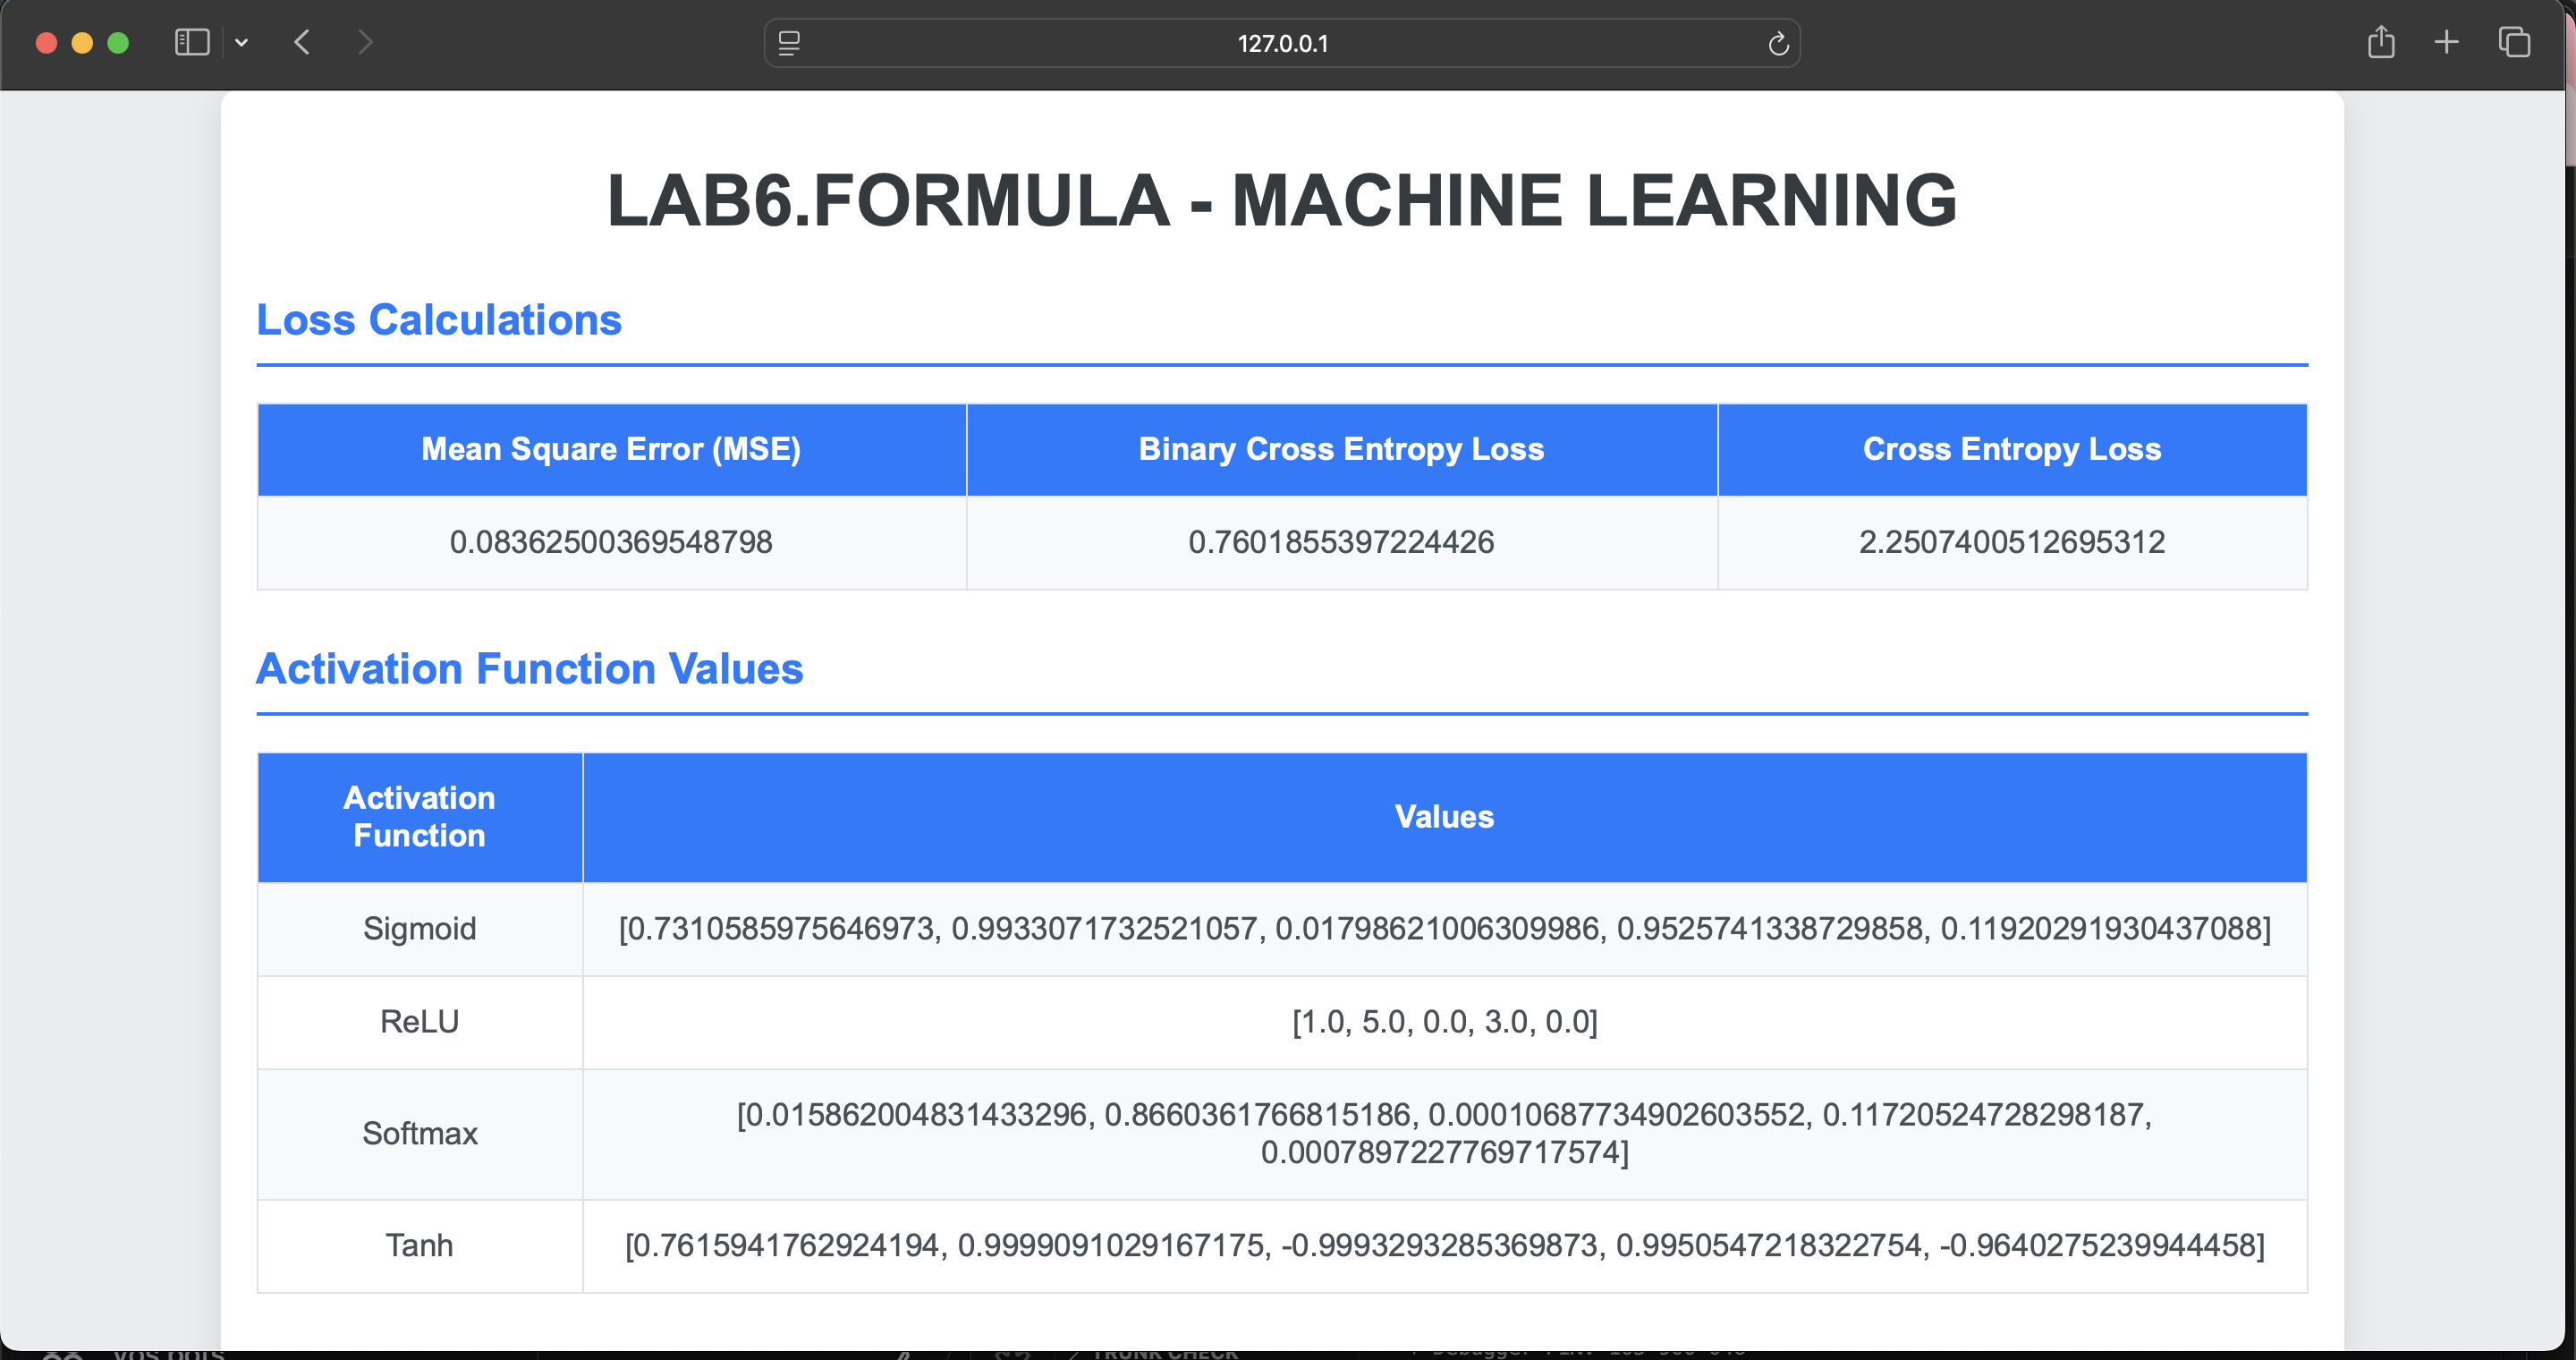 127.0.0.1
LAB6.FORMULA - MACHINE LEARNING
Loss Calculations
Mean Square Error (MSE) Binary Cross Entropy Loss Cross Entropy Loss
0.08362500369548798 0.7601855397224426 2.2507400512695312
Activation Function Values
Activation
Function
Values
Sigmoid [0.7310585975646973, 0.9933071732521057, 0.01798621006309986, 0.9525741338729858, 0.11920291930437088]
ReLU [1.0, 5.0, 0.0, 3.0, 0.0]
Softmax
[0.015862004831433296, 0.8660361766815186, 0.00010687734902603552, 0.11720524728298187,
0.0007897227769717574]
Tanh [0.7615941762924194, 0.9999091029167175, -0.9993293285369873, 0.9950547218322754, -0.9640275239944458]
TRUNK CHECK